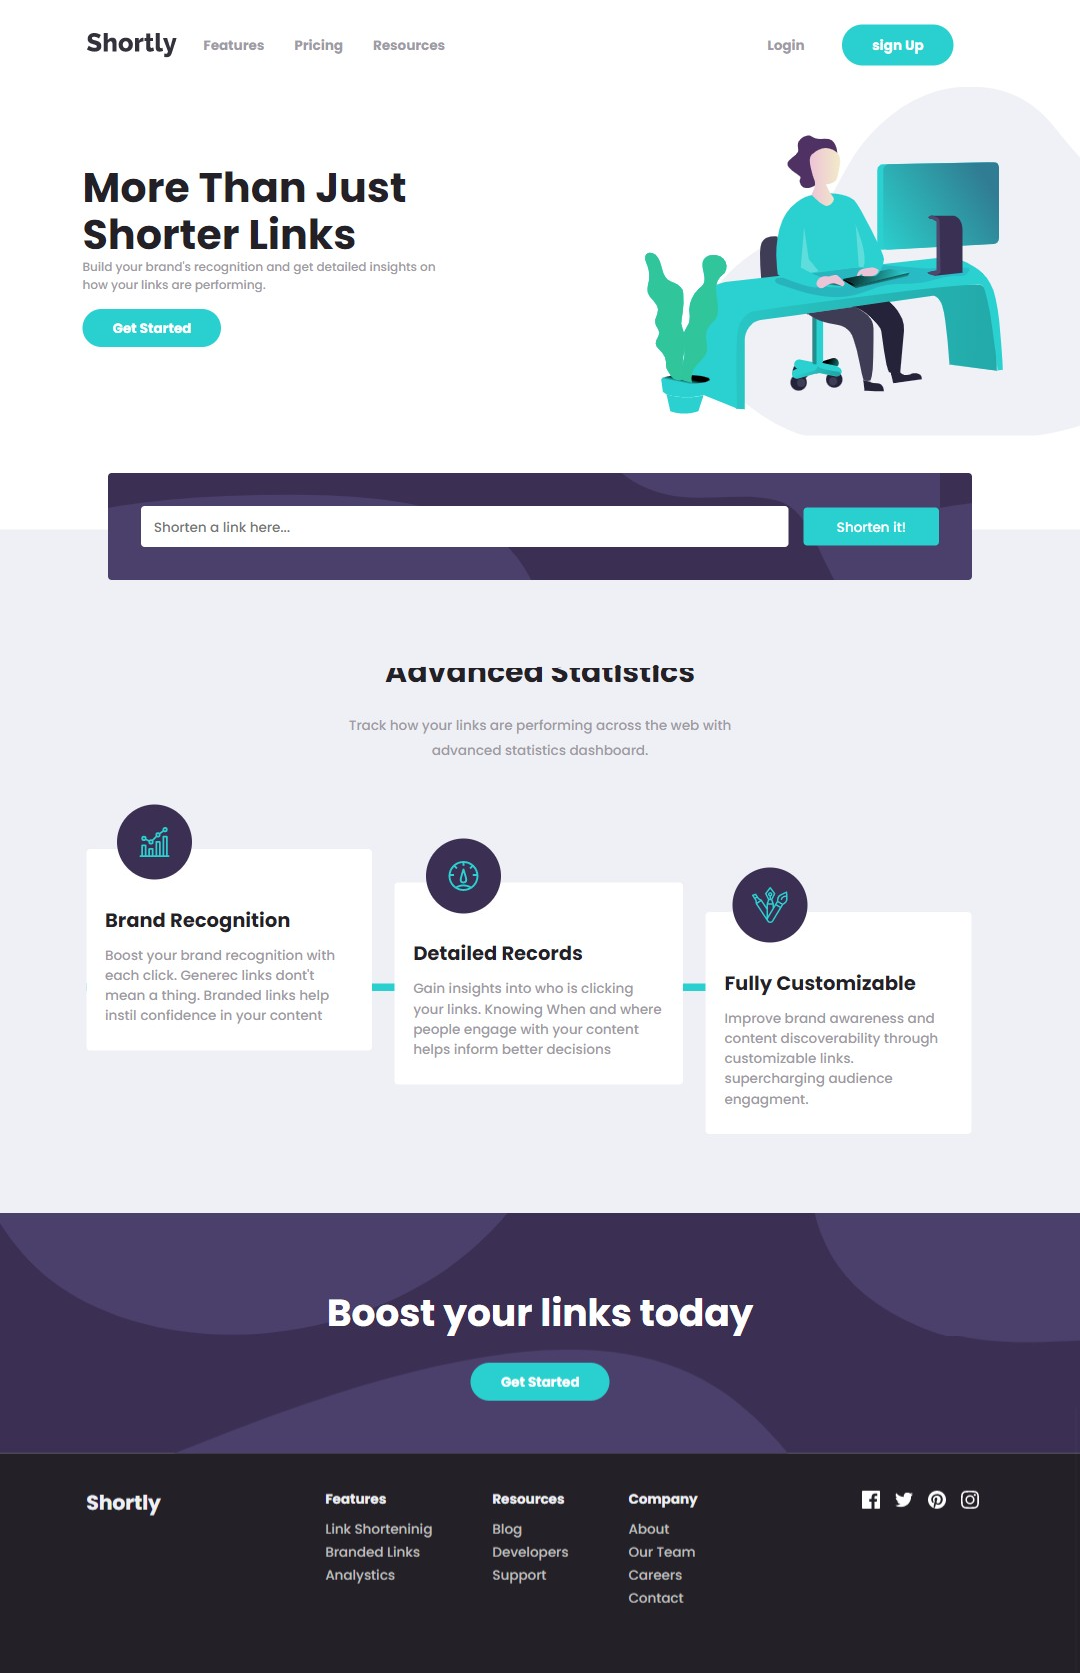 Shortly
Features
Pricing
Resources
Login
sign Up
More Than Just
Shorter Links
Build your brand's recognition and get detailed insights on
how your links are performing.
Get Started
Shorten a link here...
Shorten it!
Advanced Statistics
Track how your links are performing across the web with
advanced statistics dashboard.
Brand Recognition
Boost your brand recognition with
each click. Generec links dont't
mean a thing. Branded links help
instil confidence in your content
Detailed Records
Gain insights into who is clicking
your links. Knowing When and where
people engage with your content
helps inform better decisions
Fully Customizable
Improve brand awareness and
content discoverability through
customizable links.
supercharging audience
engagment.
Boost your links today
Get Started
Shortly
Features
Link Shorteninig
Branded Links
Analystics
Resources
Blog
Developers
Support
Company
About
Our Team
Careers
Contact